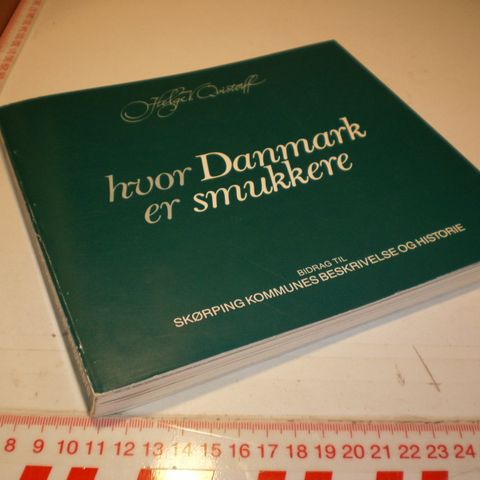 Helge V. Qvistorff
hvor Danmark
er smukkere
BIDRAG TIL
SKØRPING KOMMUNES BESKRIVELSE OG HISTORIE
8 9 10 11 12 13 14 15 16 17 18 19 20 21 22 23 24